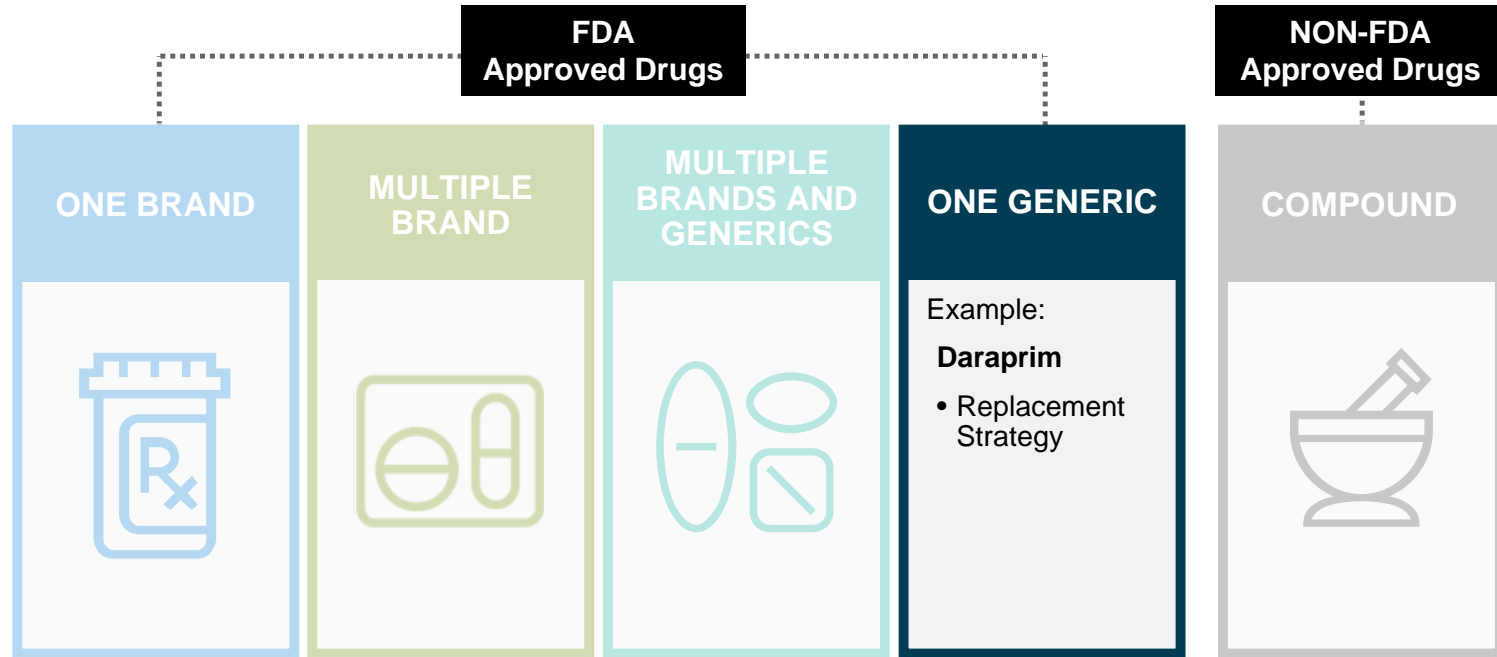 FDA
Approved Drugs
NON-FDA
Approved Drugs
ONE BRAND
MULTIPLE
BRAND
MULTIPLE
BRANDS AND
GENERICS
ONE GENERIC
COMPOUND
Rx
Example:
Daraprim
• Replacement
Strategy